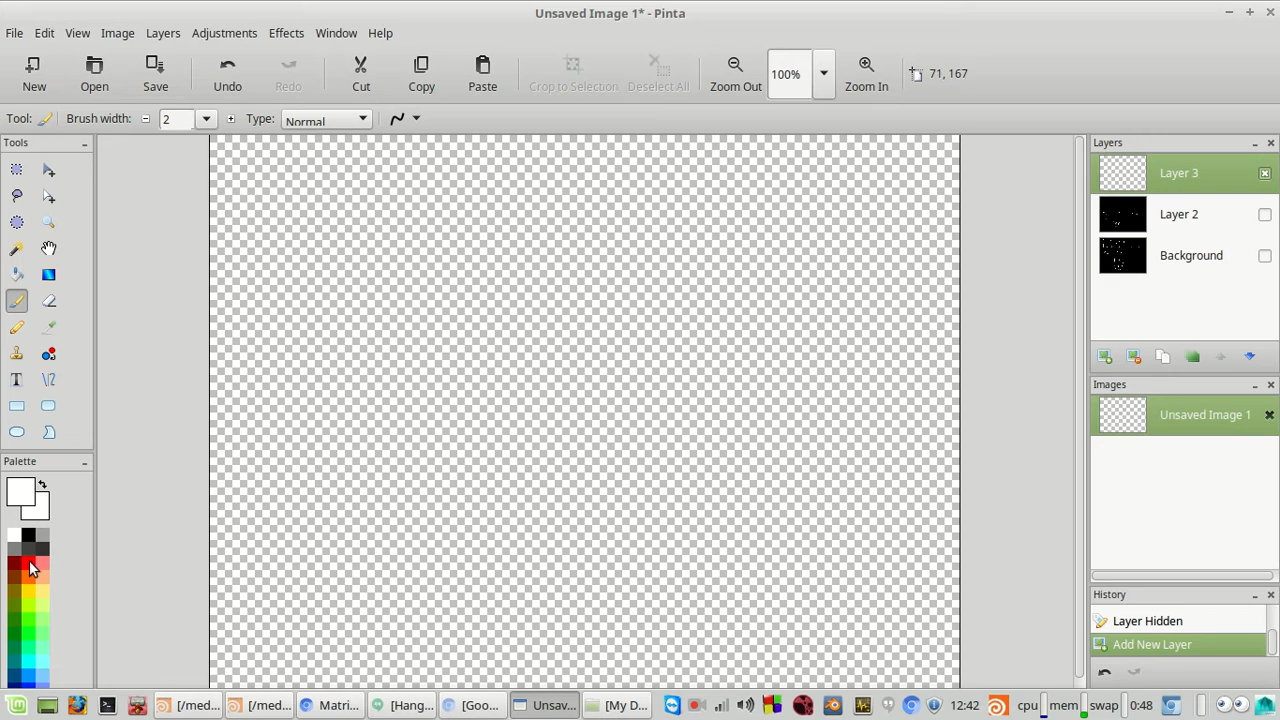 Unsaved Image 1* - Pinta
File Edit View Image Layers Adjustments Effects Window Help
New Open Save Undo Redo Cut Copy Paste Crop to Selection Deselect All Zoom Out 100% Zoom In 71, 167
Tool: Brush width: 2 Type: Normal
Tools
Layers
Layer 3
Layer 2
Background
Images
Unsaved Image 1
Palette
History
Layer Hidden
Add New Layer
[/med... [/med... Matri... [Hang... [Goo... Unsav... [My D... 12:42 cpu mem swap 0:48